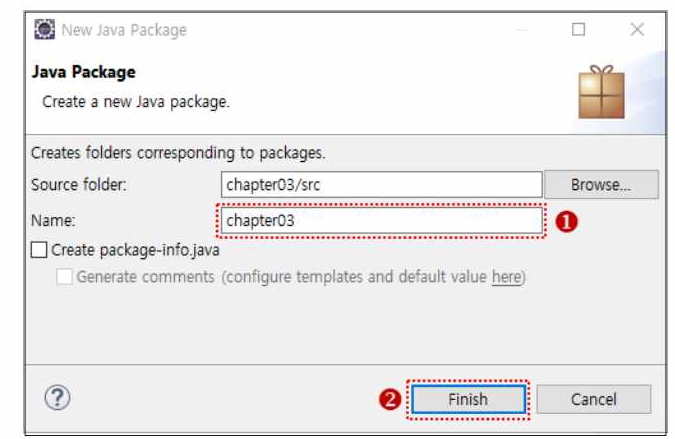 New Java Package
Java Package
Create a new Java package.
Creates folders corresponding to packages.
Source folder: chapter03/src Browse...
Name: chapter03 ❶
Create package-info.java
Generate comments (configure templates and default value here)
? ❷ Finish Cancel